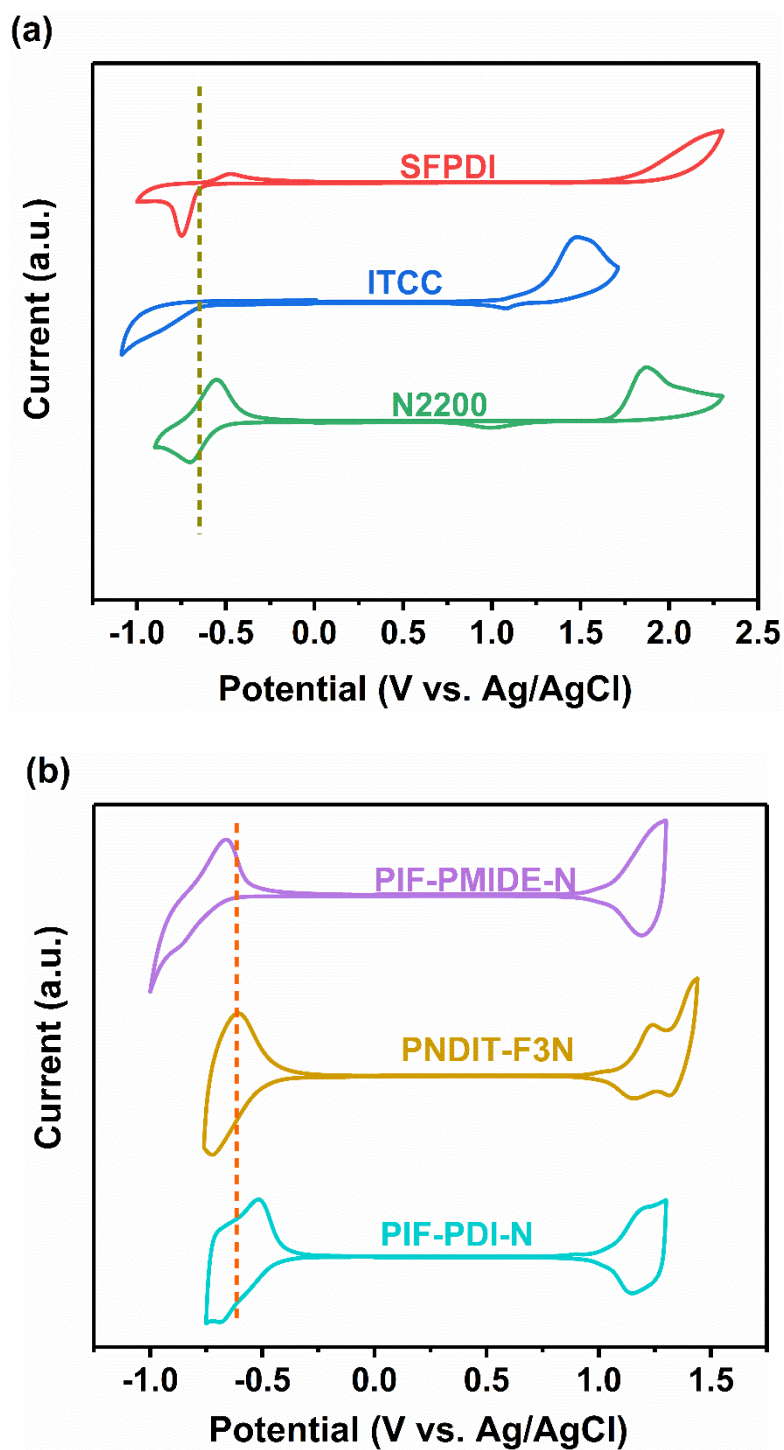 (a)
SFPDI
ITCC
N2200
Current (a.u.)
-1.0 -0.5 0.0 0.5 1.0 1.5 2.0 2.5
Potential (V vs. Ag/AgCl)
(b)
PIF-PMIDE-N
PNDIT-F3N
PIF-PDI-N
Current (a.u.)
-1.0 -0.5 0.0 0.5 1.0 1.5
Potential (V vs. Ag/AgCl)